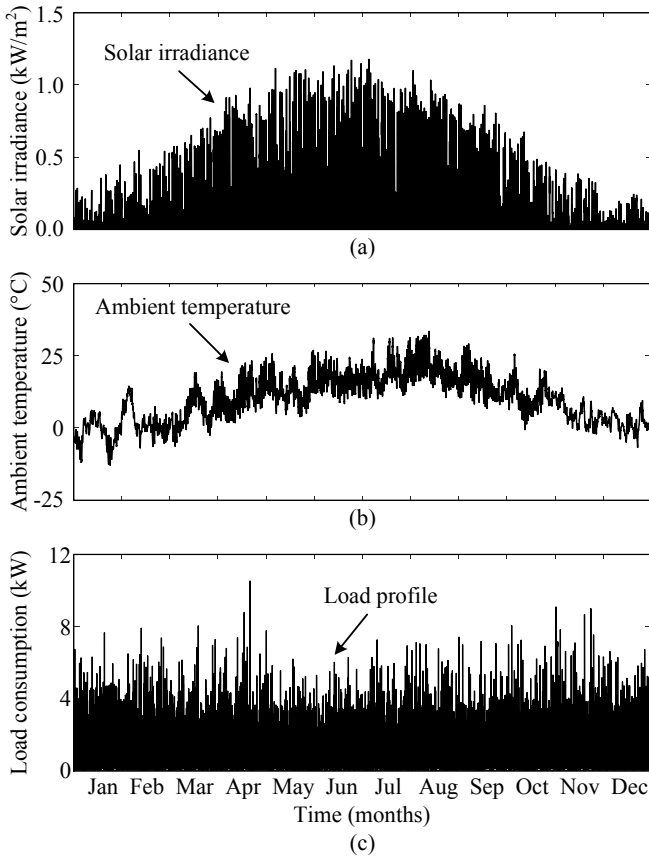 Solar irradiance (kW/m²)
1.5
1.0
0.5
0.0
Solar irradiance
(a)
Ambient temperature (°C)
50
25
0
-25
Ambient temperature
(b)
Load consumption (kW)
12
8
4
0
Load profile
Jan Feb Mar Apr May Jun Jul Aug Sep Oct Nov Dec
Time (months)
(c)